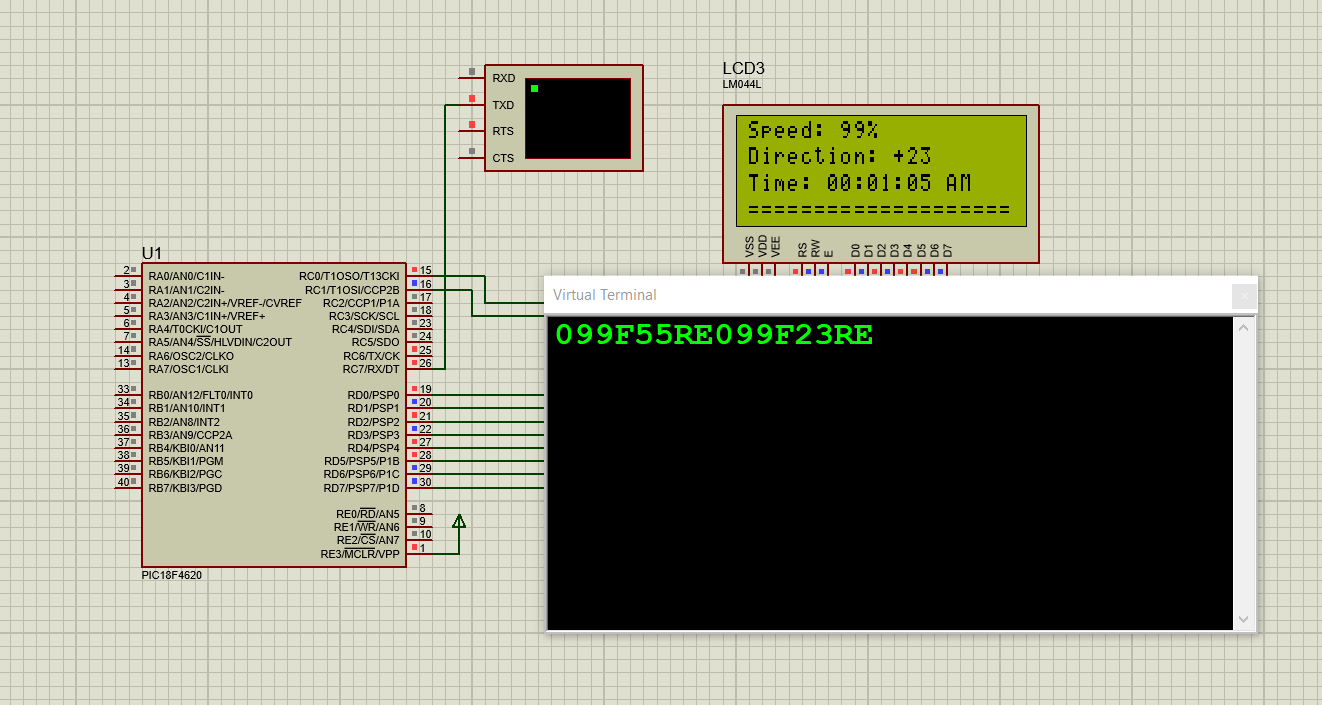 LCD3
LM044L
RXD
TXD
RTS
CTS
Speed: 99%
Direction: +23
Time: 00:01:05 AM
====================
VSS
VDD
VEE
RS
RW
E
D0
D1
D2
D3
D4
D5
D6
D7
U1
2 RA0/AN0/C1IN-
3 RA1/AN1/C2IN-
4 RA2/AN2/C2IN+/VREF-/CVREF
5 RA3/AN3/C1IN+/VREF+
6 RA4/T0CKI/C1OUT
7 RA5/AN4/SS/HLVDIN/C2OUT
14 RA6/OSC2/CLKO
13 RA7/OSC1/CLKI
33 RB0/AN12/FLT0/INT0
34 RB1/AN10/INT1
35 RB2/AN8/INT2
36 RB3/AN9/CCP2A
37 RB4/KBI0/AN11
38 RB5/KBI1/PGM
39 RB6/KBI2/PGC
40 RB7/KBI3/PGD
RC0/T1OSO/T13CKI 15
RC1/T1OSI/CCP2B 16
RC2/CCP1/P1A 17
RC3/SCK/SCL 18
RC4/SDI/SDA 23
RC5/SDO 24
RC6/TX/CK 25
RC7/RX/DT 26
RD0/PSP0 19
RD1/PSP1 20
RD2/PSP2 21
RD3/PSP3 22
RD4/PSP4 27
RD5/PSP5/P1B 28
RD6/PSP6/P1C 29
RD7/PSP7/P1D 30
RE0/RD/AN5 8
RE1/WR/AN6 9
RE2/CS/AN7 10
RE3/MCLR/VPP 1
PIC18F4620
Virtual Terminal
099F55RE099F23RE